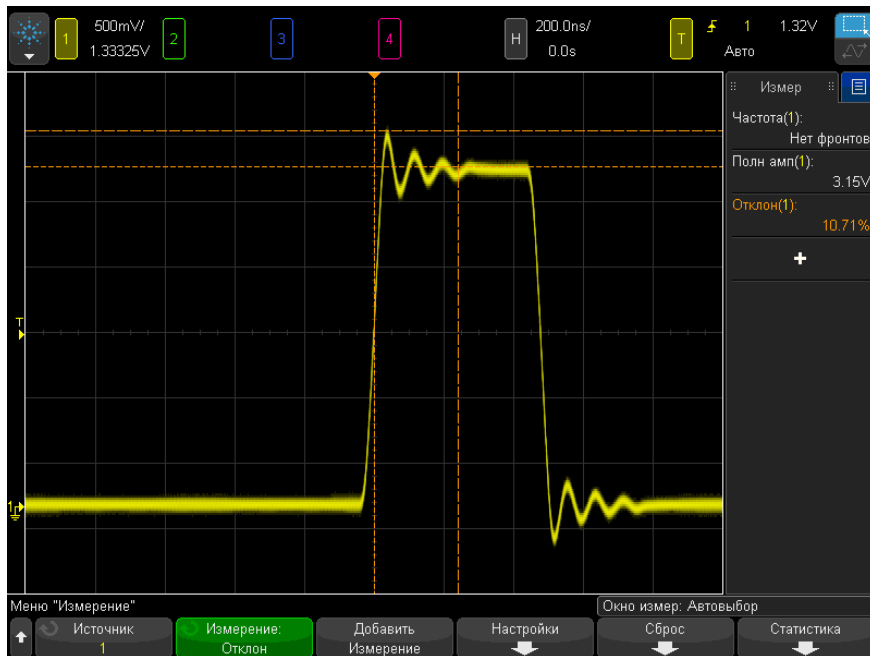 1
500mV/
1.33325V
2
3
4
H
200.0ns/
0.0s
T
1
1.32V
Авто
Измер
Частота(1):
Нет фронтов
Полн амп(1):
3.15V
Отклон(1):
10.71%
+
T
1
Меню "Измерение"
Окно измер: Автовыбор
Источник
1
Измерение:
Отклон
Добавить
Измерение
Настройки
Сброс
Статистика